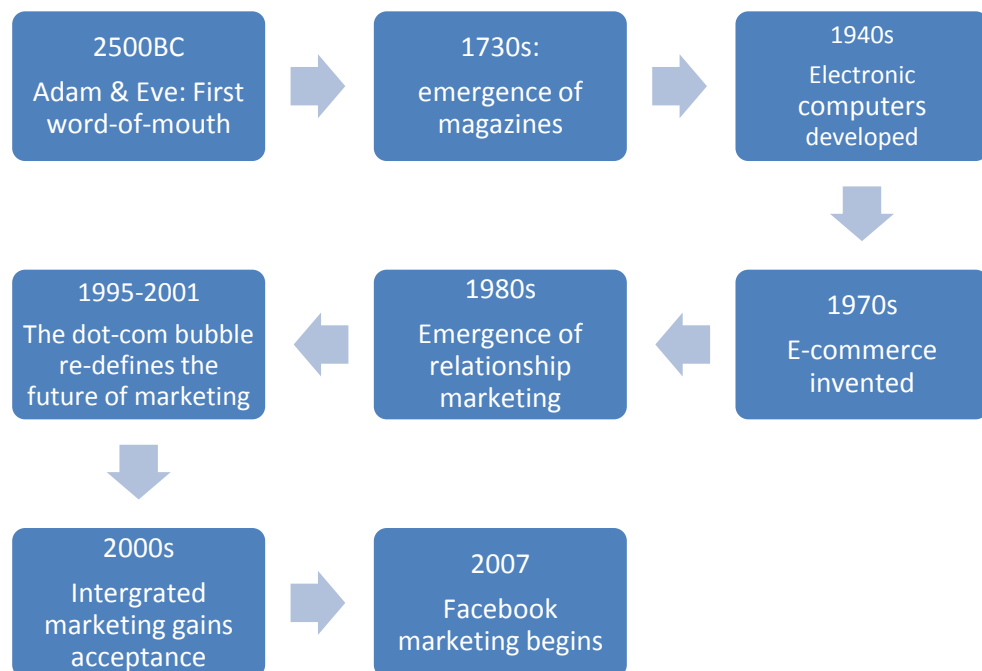 2500BC
Adam & Eve: First
word-of-mouth
1730s:
emergence of
magazines
1940s
Electronic
computers
developed
1970s
E-commerce
invented
1980s
Emergence of
relationship
marketing
1995-2001
The dot-com bubble
re-defines the
future of marketing
2000s
Intergrated
marketing gains
acceptance
2007
Facebook
marketing begins